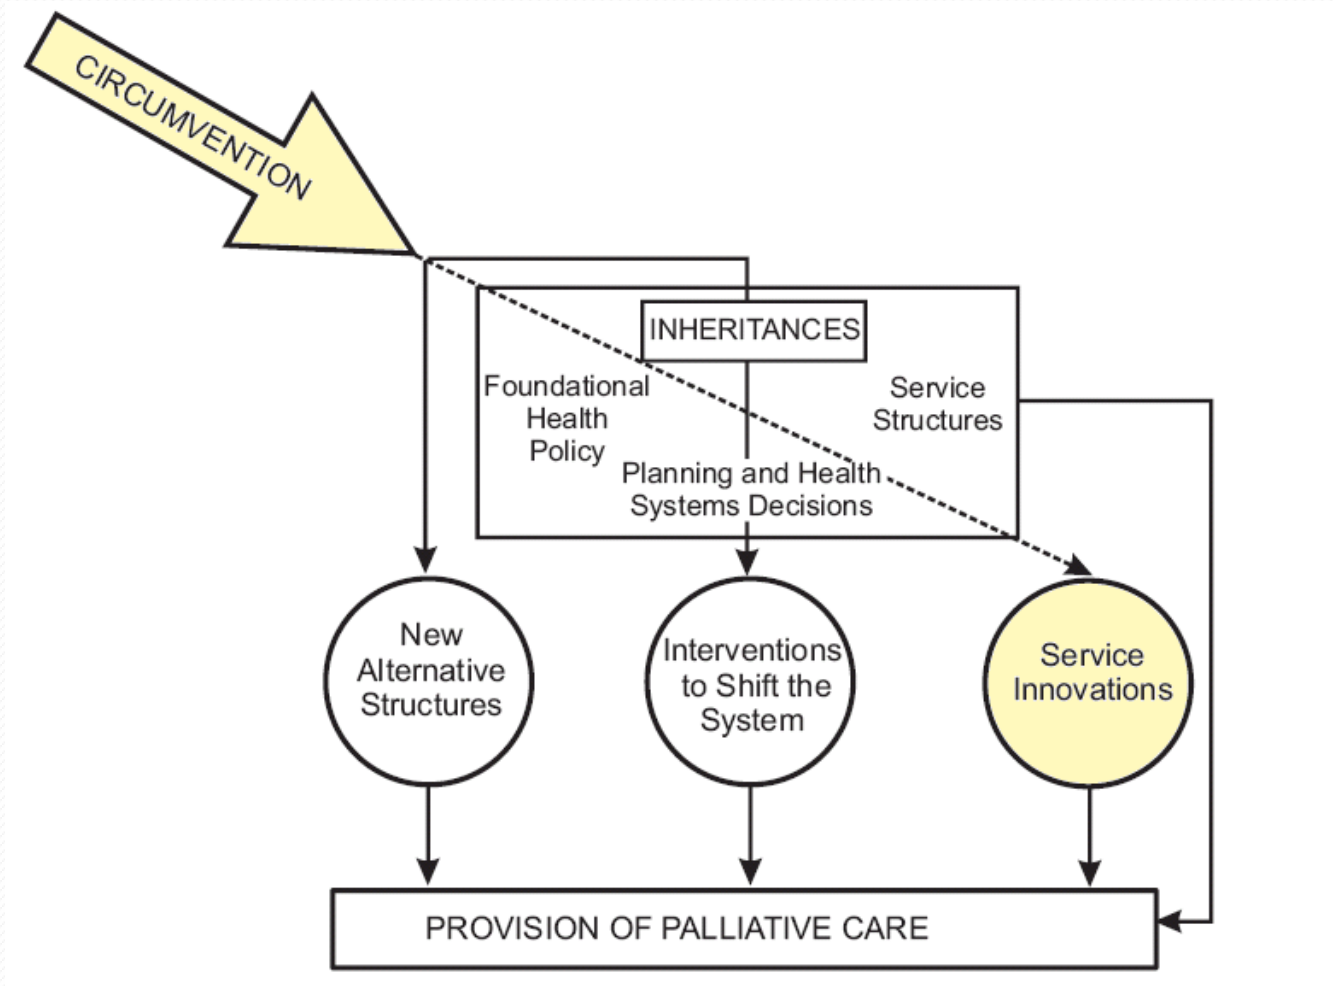 CIRCUMVENTION
INHERITANCES
Foundational
Health
Policy
Service
Structures
Planning and Health
Systems Decisions
New
Alternative
Structures
Interventions
to Shift the
System
Service
Innovations
PROVISION OF PALLIATIVE CARE